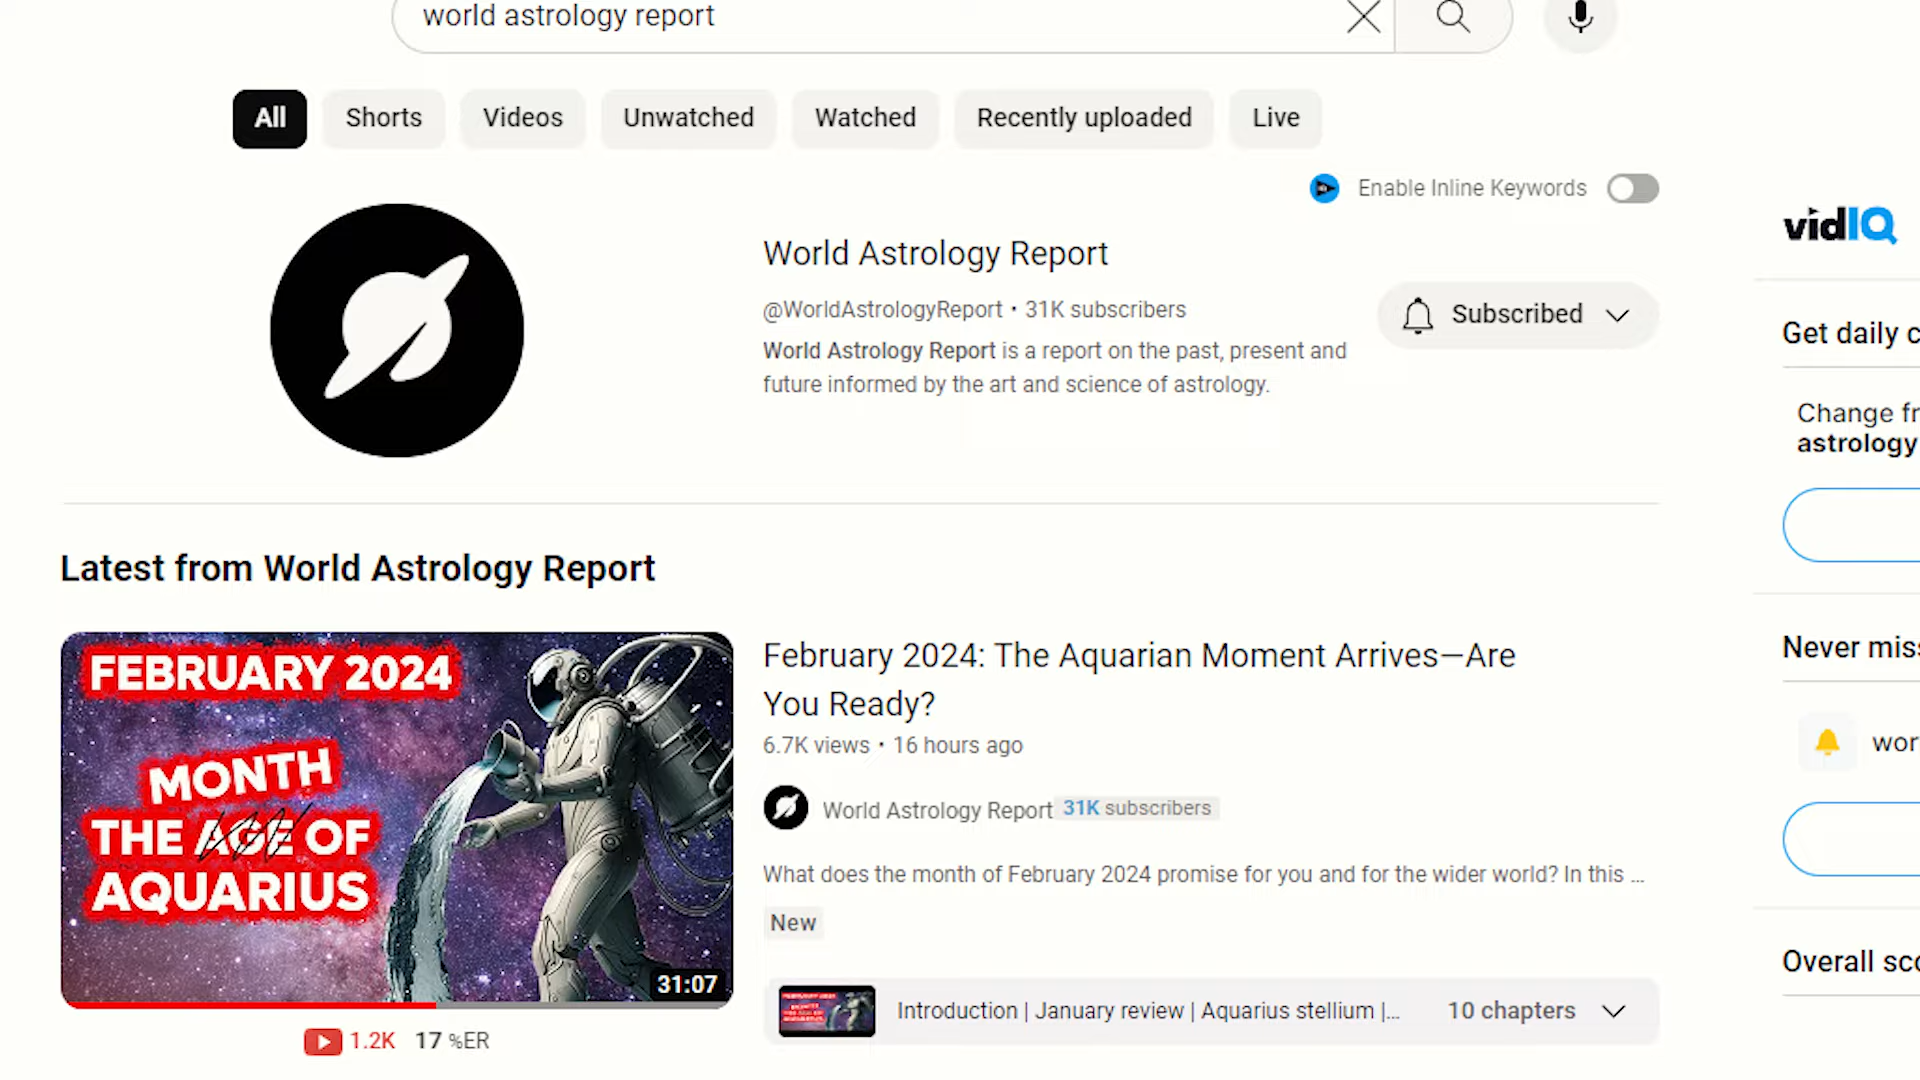 world astrology report
All
Shorts
Videos
Unwatched
Watched
Recently uploaded
Live
Enable Inline Keywords
World Astrology Report
@WorldAstrologyReport • 31K subscribers
World Astrology Report is a report on the past, present and
future informed by the art and science of astrology.
Subscribed
Latest from World Astrology Report
FEBRUARY 2024
MONTH
THE AGE OF
AQUARIUS
31:07
1.2K 17 %ER
February 2024: The Aquarian Moment Arrives—Are
You Ready?
6.7K views • 16 hours ago
World Astrology Report 31K subscribers
What does the month of February 2024 promise for you and for the wider world? In this ...
New
Introduction | January review | Aquarius stellium |...
10 chapters
vidIQ
Get daily
Change
astrology
Never
Overall